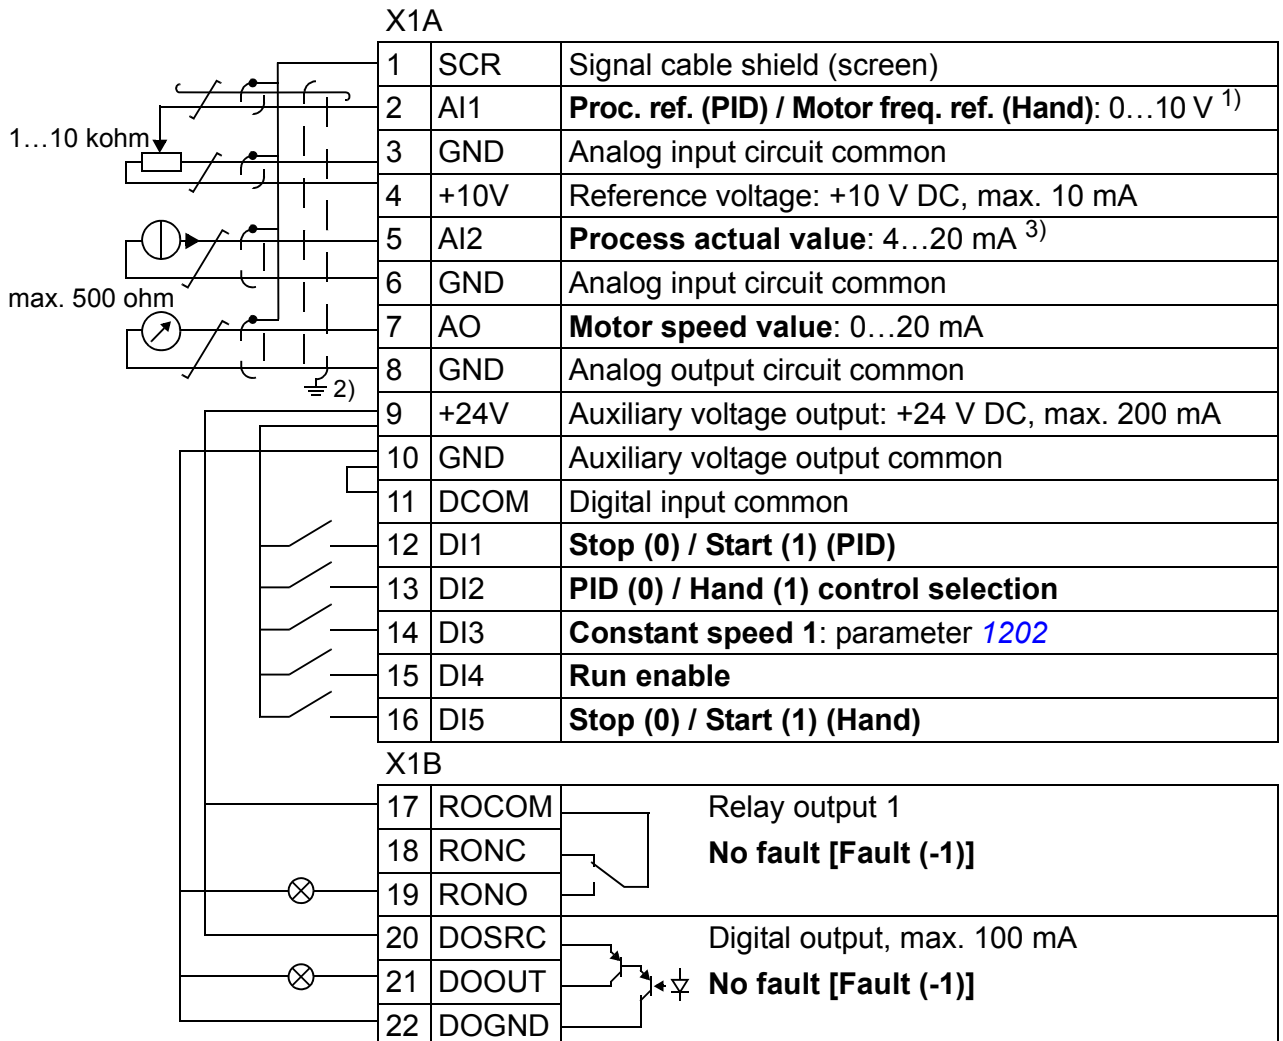 X1A
1 SCR Signal cable shield (screen)
2 AI1 Proc. ref. (PID) / Motor freq. ref. (Hand): 0…10 V 1)
1…10 kohm
3 GND Analog input circuit common
4 +10V Reference voltage: +10 V DC, max. 10 mA
5 AI2 Process actual value: 4…20 mA 3)
6 GND Analog input circuit common
max. 500 ohm
7 AO Motor speed value: 0…20 mA
8 GND Analog output circuit common
2)
9 +24V Auxiliary voltage output: +24 V DC, max. 200 mA
10 GND Auxiliary voltage output common
11 DCOM Digital input common
12 DI1 Stop (0) / Start (1) (PID)
13 DI2 PID (0) / Hand (1) control selection
14 DI3 Constant speed 1: parameter 1202
15 DI4 Run enable
16 DI5 Stop (0) / Start (1) (Hand)
X1B
17 ROCOM Relay output 1
18 RONC No fault [Fault (-1)]
19 RONO
20 DOSRC Digital output, max. 100 mA
21 DOOUT No fault [Fault (-1)]
22 DOGND